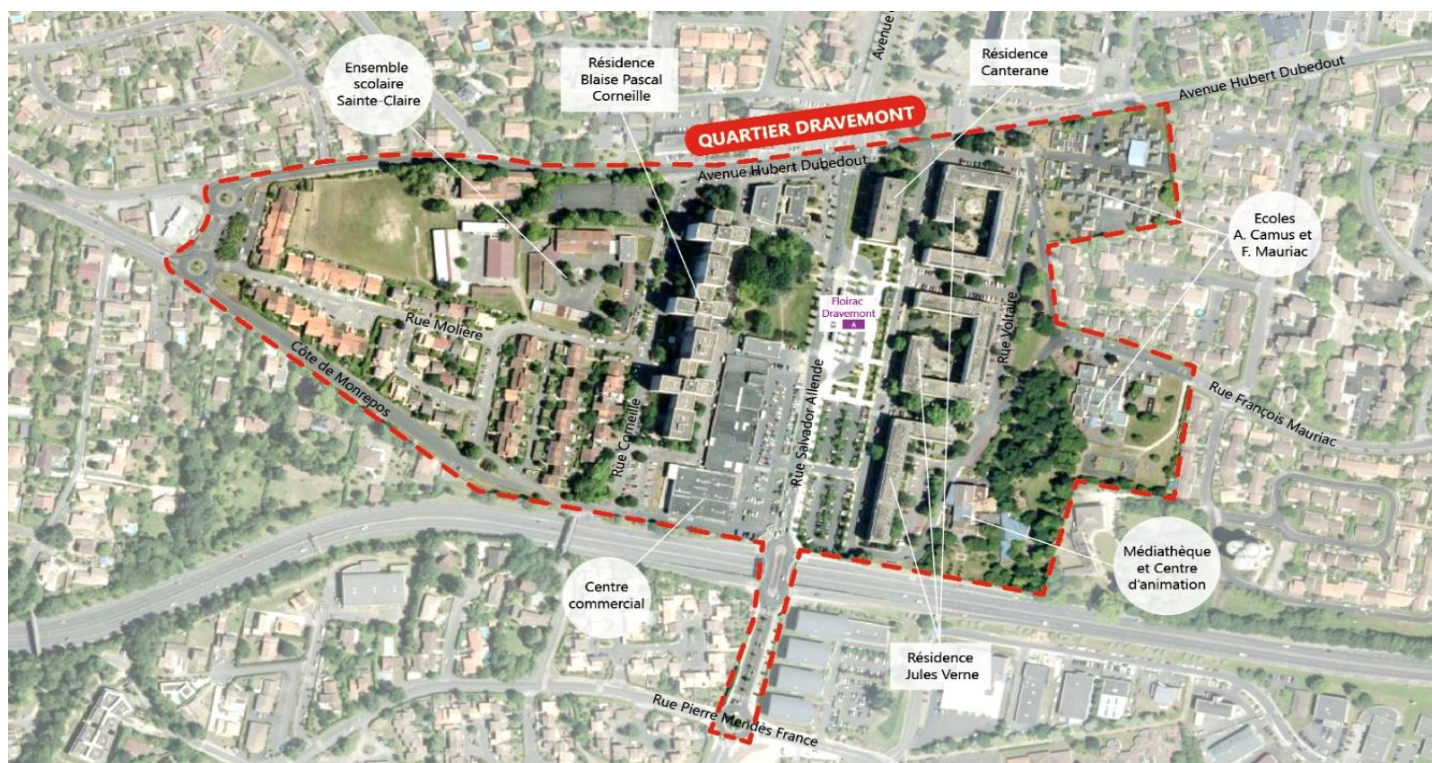 Ensemble
scolaire
Sainte-Claire
Résidence
Blaise Pascal
Corneille
Avenue
Résidence
Canterane
Avenue Hubert Dubedout
QUARTIER DRAVEMONT
Avenue Hubert Dubedout
Ecoles
A. Camus et
F. Mauriac
Floirac
Dravemont
A
Rue Molière
Rue Voltaire
Côte de Monrepos
Rue Corneille
Rue Salvador Allende
Rue François Mauriac
Centre
commercial
Médiathèque
et Centre
d'animation
Résidence
Jules Verne
Rue Pierre Mendès France